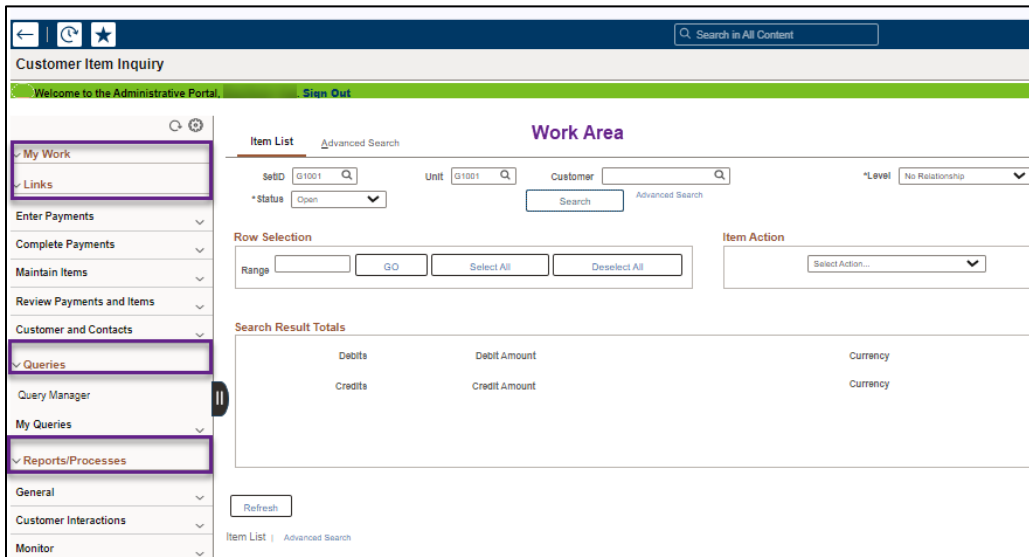 Search in All Content
Customer Item Inquiry
Welcome to the Administrative Portal, . Sign Out
My Work
Links
Enter Payments
Complete Payments
Maintain Items
Review Payments and Items
Customer and Contacts
Queries
Query Manager
My Queries
Reports/Processes
General
Customer Interactions
Monitor
Work Area
Item List Advanced Search
SetID G1001 Unit G1001 Customer *Level No Relationship
*Status Open Search Advanced Search
Row Selection Item Action
Range GO Select All Deselect All Select Action...
Search Result Totals
Debits Debit Amount Currency
Credits Credit Amount Currency
Refresh
Item List | Advanced Search